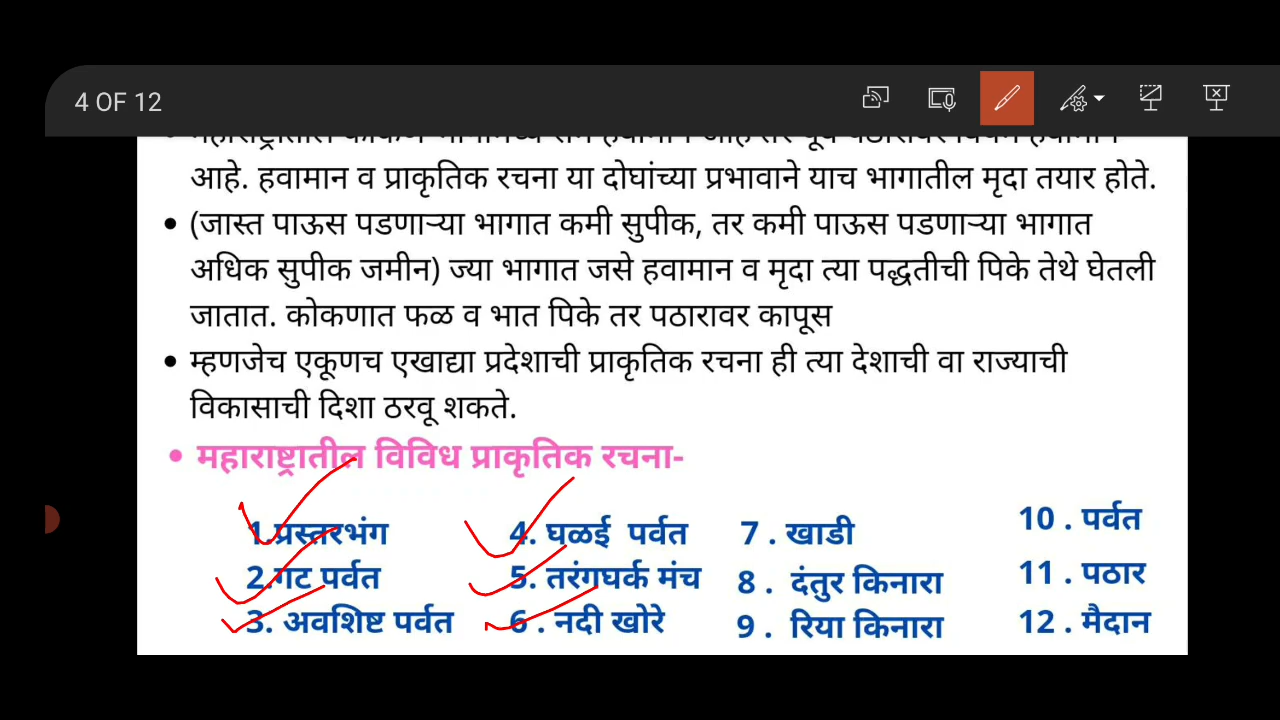 4 OF 12
आहे. हवामान व प्राकृतिक रचना या दोघांच्या प्रभावाने याच भागातील मृदा तयार होते.
• (जास्त पाऊस पडणाऱ्या भागात कमी सुपीक, तर कमी पाऊस पडणाऱ्या भागात
अधिक सुपीक जमीन) ज्या भागात जसे हवामान व मृदा त्या पद्धतीची पिके तेथे घेतली
जातात. कोकणात फळ व भात पिके तर पठारावर कापूस
• म्हणजेच एकूणच एखाद्या प्रदेशाची प्राकृतिक रचना ही त्या देशाची वा राज्याची
विकासाची दिशा ठरवू शकते.
• महाराष्ट्रातील विविध प्राकृतिक रचना-
1.प्रस्तरभंग
2.गट पर्वत
3. अवशिष्ट पर्वत
4. घळई पर्वत
5. तरंगघर्क मंच
6 . नदी खोरे
7 . खाडी
8 . दंतुर किनारा
9 . रिया किनारा
10 . पर्वत
11 . पठार
12 . मैदान